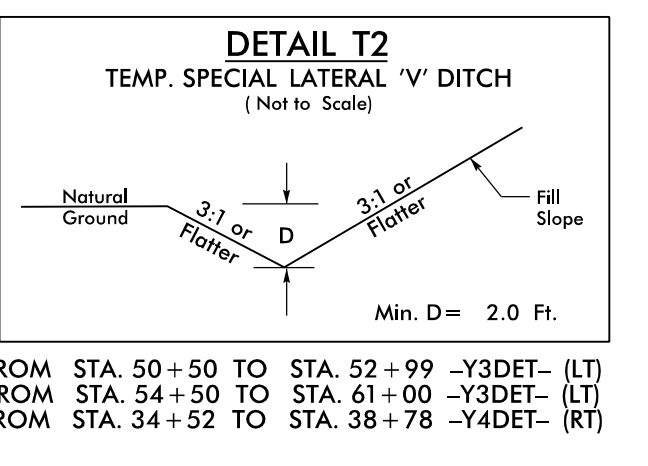 DETAIL T2
TEMP. SPECIAL LATERAL 'V' DITCH
( Not to Scale)
Natural
Ground
3:1 or
Flatter
D
3:1 or
Flatter
Fill
Slope
Min. D= 2.0 Ft.
ROM STA. 50+50 TO STA. 52+99 -Y3DET- (LT)
ROM STA. 54+50 TO STA. 61+00 -Y3DET- (LT)
ROM STA. 34+52 TO STA. 38+78 -Y4DET- (RT)